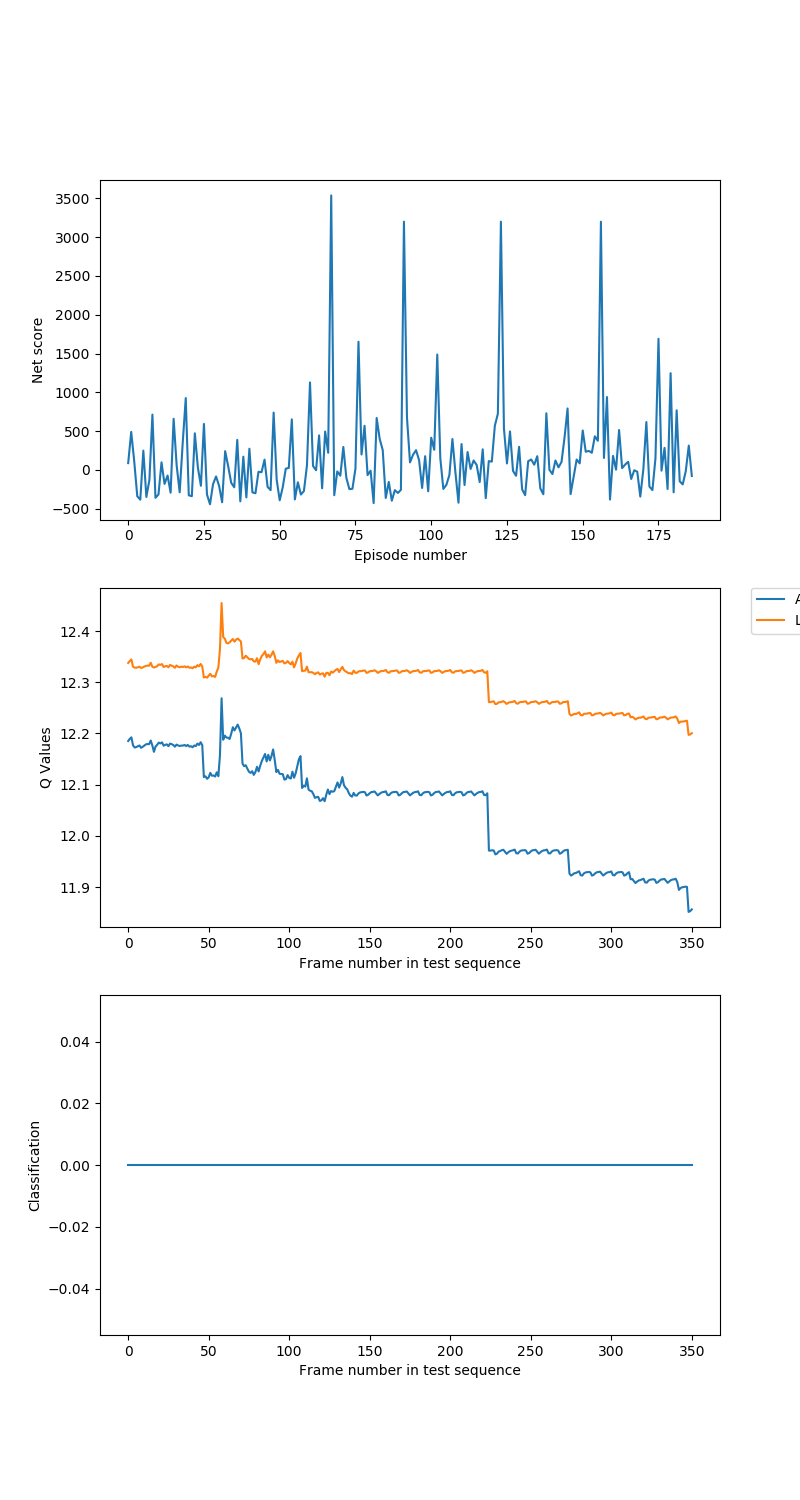 3500
3000
2500
2000
1500
1000
500
0
−500
Net score
0 25 50 75 100 125 150 175
Episode number
12.4
12.3
12.2
12.1
12.0
11.9
Q Values
0 50 100 150 200 250 300 350
Frame number in test sequence
0.04
0.02
0.00
−0.02
−0.04
Classification
0 50 100 150 200 250 300 350
Frame number in test sequence